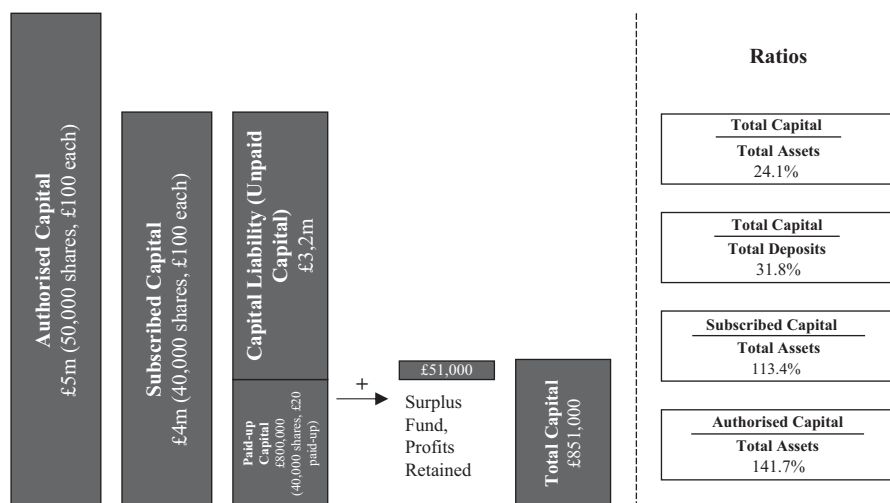 Authorised Capital
£5m (50,000 shares, £100 each)
Subscribed Capital
£4m (40,000 shares, £100 each)
Capital Liability (Unpaid
Capital)
£3,2m
Paid-up
Capital
£800,000
(40,000 shares, £20
paid-up)
+
£51,000
Surplus
Fund,
Profits
Retained
Total Capital
£851,000
Ratios
Total Capital
Total Assets
24.1%
Total Capital
Total Deposits
31.8%
Subscribed Capital
Total Assets
113.4%
Authorised Capital
Total Assets
141.7%